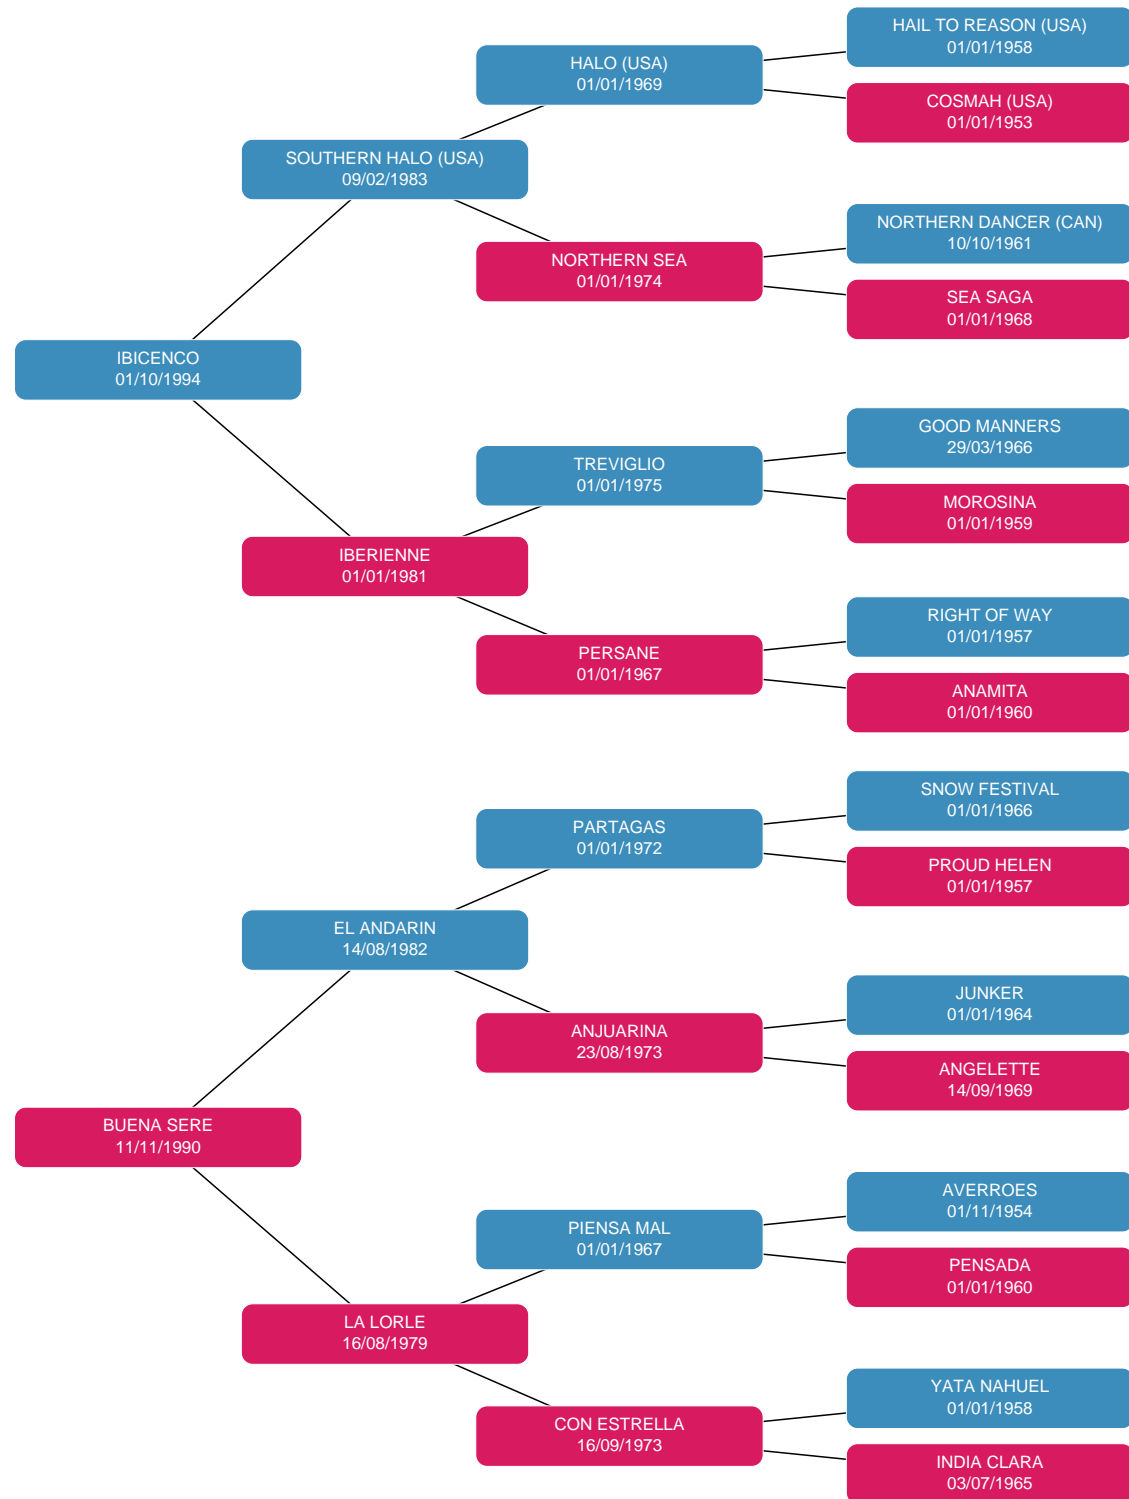 HAIL TO REASON (USA)
01/01/1958
HALO (USA)
01/01/1969
COSMAH (USA)
01/01/1953
SOUTHERN HALO (USA)
09/02/1983
NORTHERN DANCER (CAN)
10/10/1961
NORTHERN SEA
01/01/1974
SEA SAGA
01/01/1968
IBICENCO
01/10/1994
GOOD MANNERS
29/03/1966
TREVIGLIO
01/01/1975
MOROSINA
01/01/1959
IBERIENNE
01/01/1981
RIGHT OF WAY
01/01/1957
PERSANE
01/01/1967
ANAMITA
01/01/1960
SNOW FESTIVAL
01/01/1966
PARTAGAS
01/01/1972
PROUD HELEN
01/01/1957
EL ANDARIN
14/08/1982
JUNKER
01/01/1964
ANJUARINA
23/08/1973
ANGELETTE
14/09/1969
BUENA SERE
11/11/1990
AVERROES
01/11/1954
PIENSA MAL
01/01/1967
PENSADA
01/01/1960
LA LORLE
16/08/1979
YATA NAHUEL
01/01/1958
CON ESTRELLA
16/09/1973
INDIA CLARA
03/07/1965